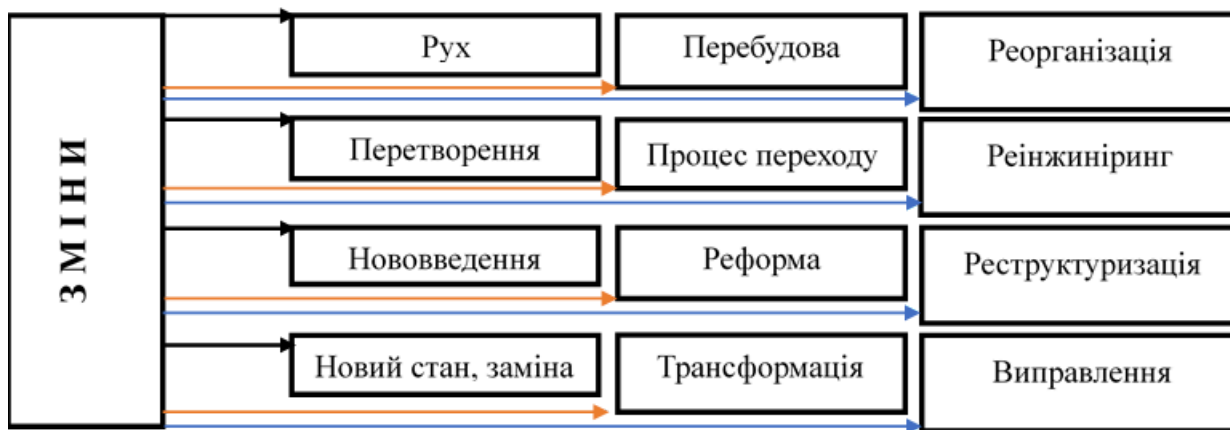 З М І Н И
Рух
Перебудова
Реорганізація
Перетворення
Процес переходу
Реінжиніринг
Нововведення
Реформа
Реструктуризація
Новий стан, заміна
Трансформація
Виправлення